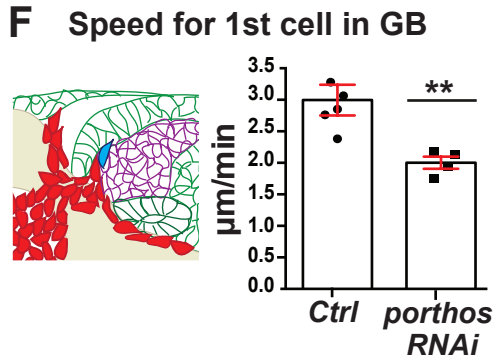 F Speed for 1st cell in GB
µm/min
3.5
3.0
2.5
2.0
1.5
1.0
0.5
0.0
**
Ctrl
porthos
RNAi